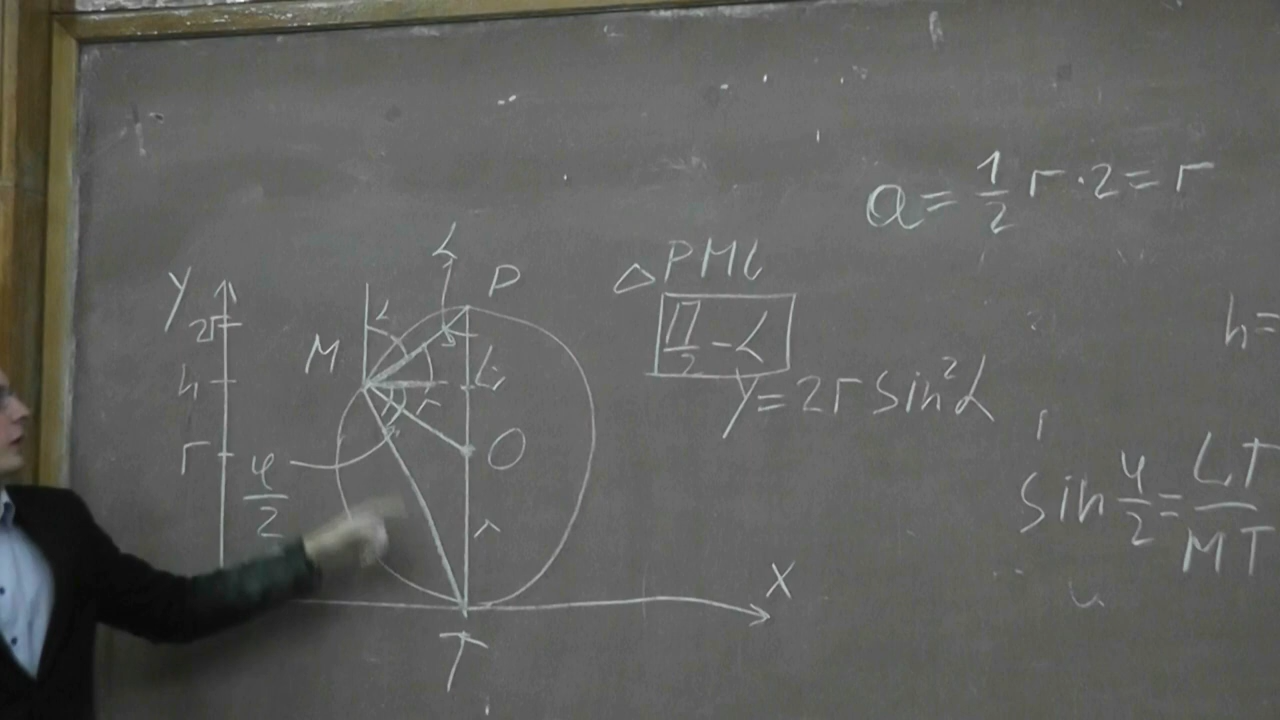 a = 1/2 r · 2 = r
△ PML
π/2 - α
y = 2r sin²α
h =
sin φ/2 = LT/MT
y
2r
h
r
φ/2
M
α
α
P
L
r
O
r
X
T